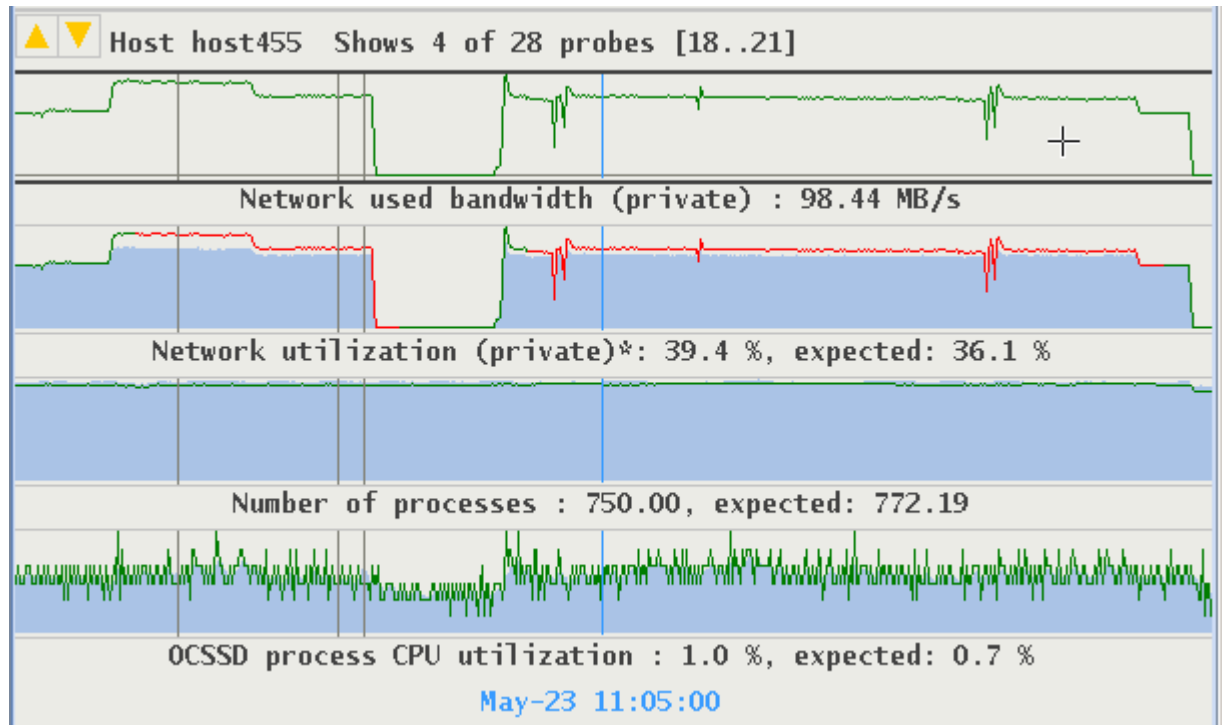 Host host455 Shows 4 of 28 probes [18..21]
Network used bandwidth (private) : 98.44 MB/s
Network utilization (private)*: 39.4 %, expected: 36.1 %
Number of processes : 750.00, expected: 772.19
OCSSD process CPU utilization : 1.0 %, expected: 0.7 %
May-23 11:05:00